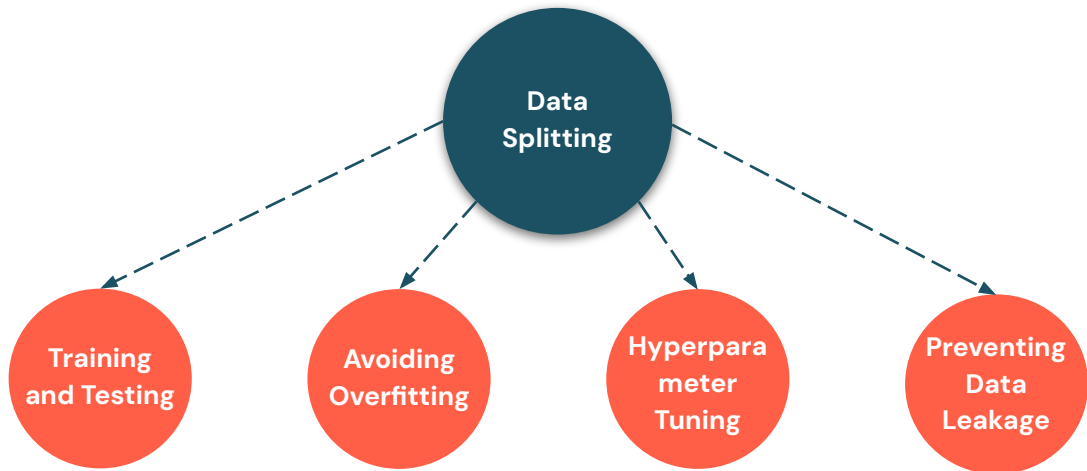 Data
Splitting
Training
and Testing
Avoiding
Overfitting
Hyperpara
meter
Tuning
Preventing
Data
Leakage